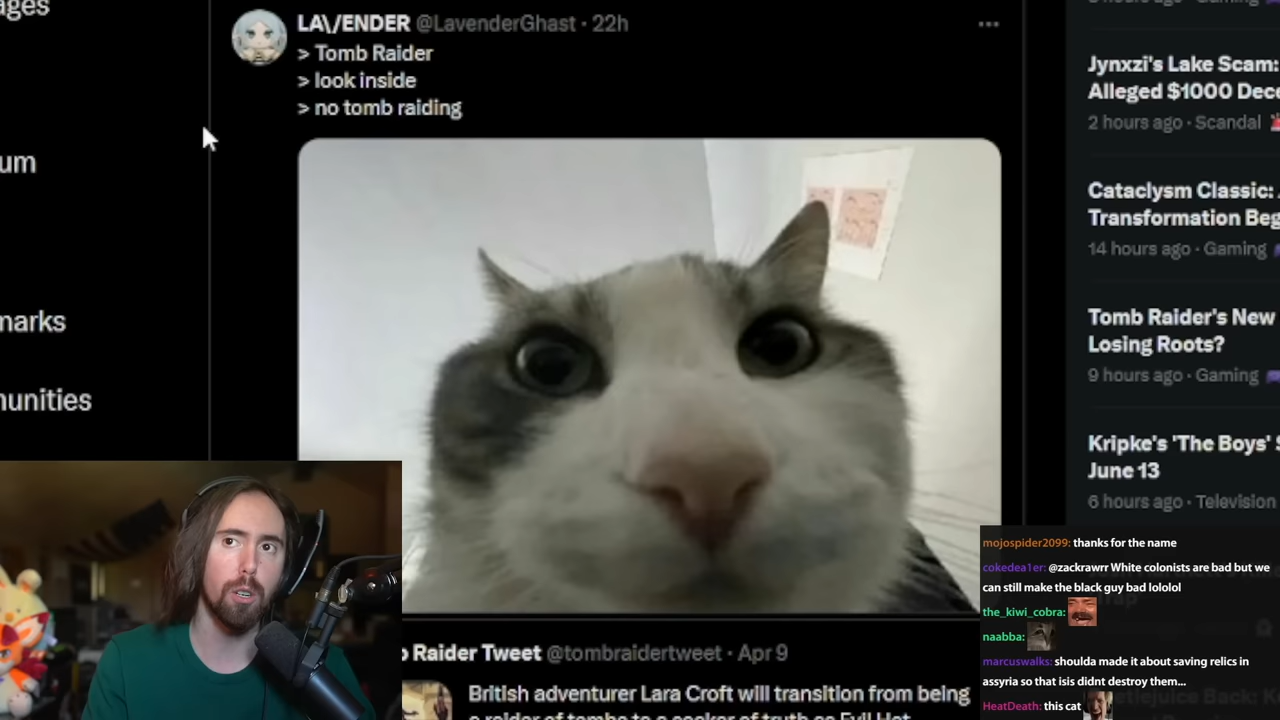 LA\/ENDER @LavenderGhast · 22h
> Tomb Raider
> look inside
> no tomb raiding
Raider Tweet @tombraidertweet · Apr 9
British adventurer Lara Croft will transition from being
ages
um
marks
nunities
Jynxzi's Lake Scam:
Alleged $1000 Dece
2 hours ago · Scandal
Cataclysm Classic:
Transformation Beg
14 hours ago · Gaming
Tomb Raider's New
Losing Roots?
9 hours ago · Gaming
Kripke's 'The Boys' S
June 13
6 hours ago · Television
mojospider2099: thanks for the name
cokedea1er: @zackrawrr White colonists are bad but we
can still make the black guy bad lololol
the_kiwi_cobra:
naabba:
marcuswalks: shoulda made it about saving relics in
assyria so that isis didnt destroy them...
HeatDeath: this cat